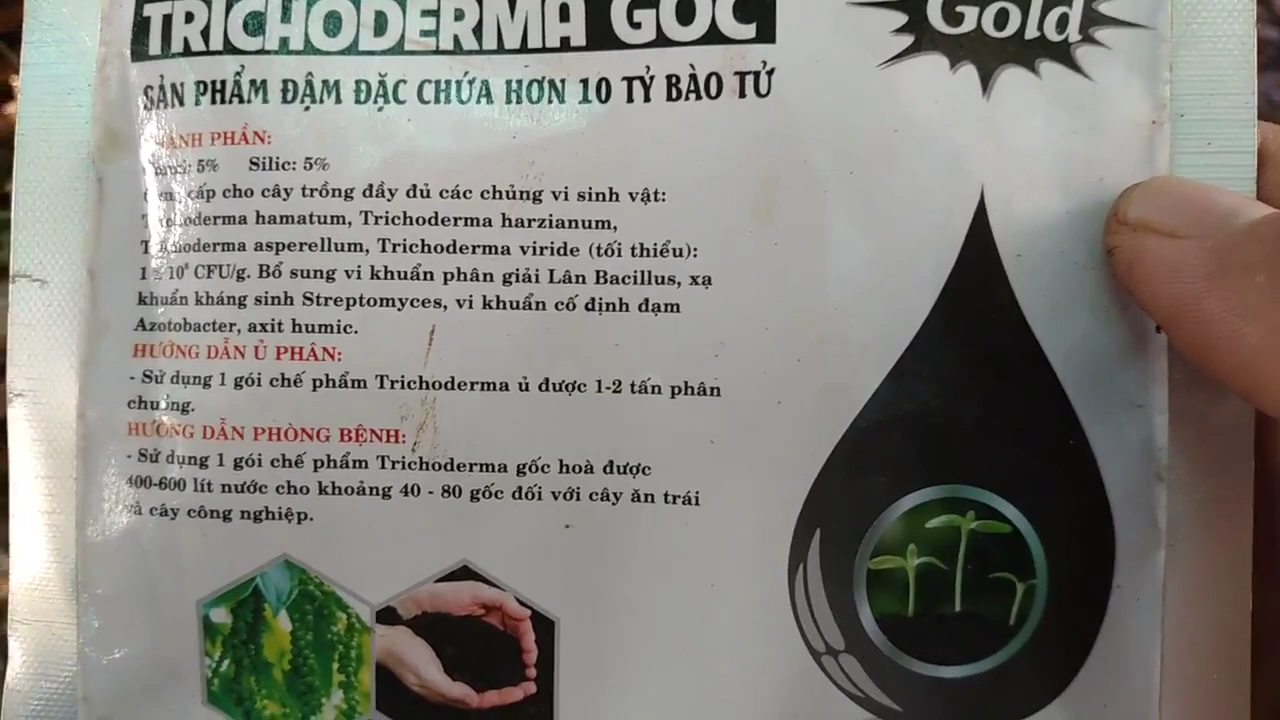 TRICHODERMA GỐC
Gold
SẢN PHẨM ĐẬM ĐẶC CHỨA HƠN 10 TỶ BÀO TỬ
PHẦN:
5% Silic: 5%
cấp cho cây trồng đầy đủ các chủng vi sinh vật:
Trichoderma hamatum, Trichoderma harzianum,
Trichoderma asperellum, Trichoderma viride (tối thiểu):
CFU/g. Bổ sung vi khuẩn phân giải Lân Bacillus, xạ
khuẩn kháng sinh Streptomyces, vi khuẩn cố định đạm
Azotobacter, axit humic.
HƯỚNG DẪN Ủ PHÂN:
- Sử dụng 1 gói chế phẩm Trichoderma ủ được 1-2 tấn phân
chuồng.
HƯỚNG DẪN PHÒNG BỆNH:
- Sử dụng 1 gói chế phẩm Trichoderma gốc hoà được
400-600 lít nước cho khoảng 40 - 80 gốc đối với cây ăn trái
và cây công nghiệp.